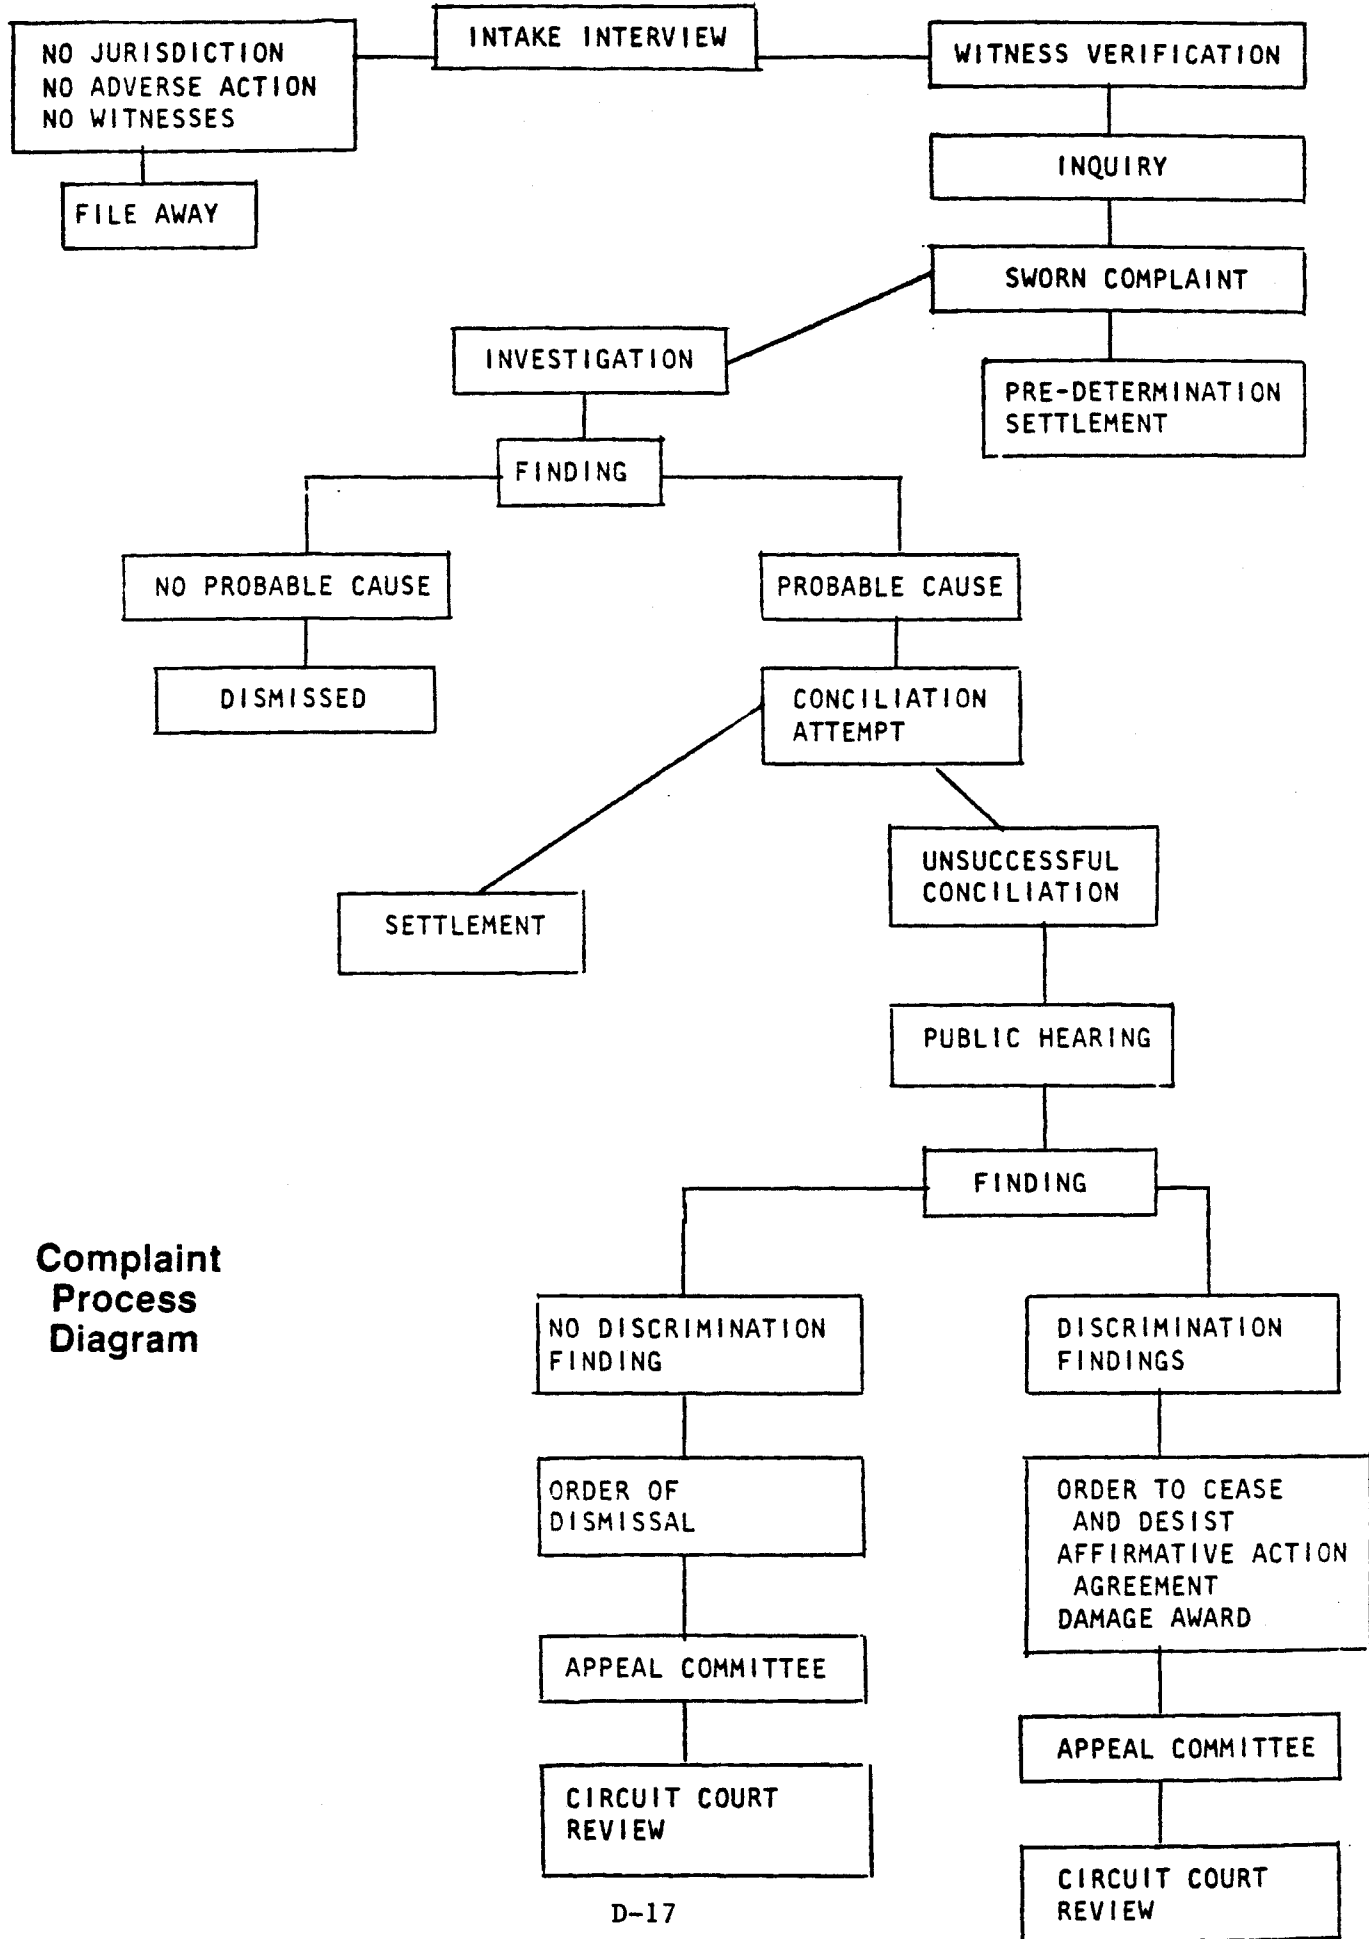 INTAKE INTERVIEW
NO JURISDICTION
NO ADVERSE ACTION
NO WITNESSES
FILE AWAY
WITNESS VERIFICATION
INQUIRY
SWORN COMPLAINT
PRE-DETERMINATION
SETTLEMENT
INVESTIGATION
FINDING
NO PROBABLE CAUSE
DISMISSED
PROBABLE CAUSE
CONCILIATION
ATTEMPT
SETTLEMENT
UNSUCCESSFUL
CONCILIATION
PUBLIC HEARING
FINDING
Complaint
Process
Diagram
NO DISCRIMINATION
FINDING
ORDER OF
DISMISSAL
APPEAL COMMITTEE
CIRCUIT COURT
REVIEW
DISCRIMINATION
FINDINGS
ORDER TO CEASE
AND DESIST
AFFIRMATIVE ACTION
AGREEMENT
DAMAGE AWARD
APPEAL COMMITTEE
CIRCUIT COURT
REVIEW
D-17